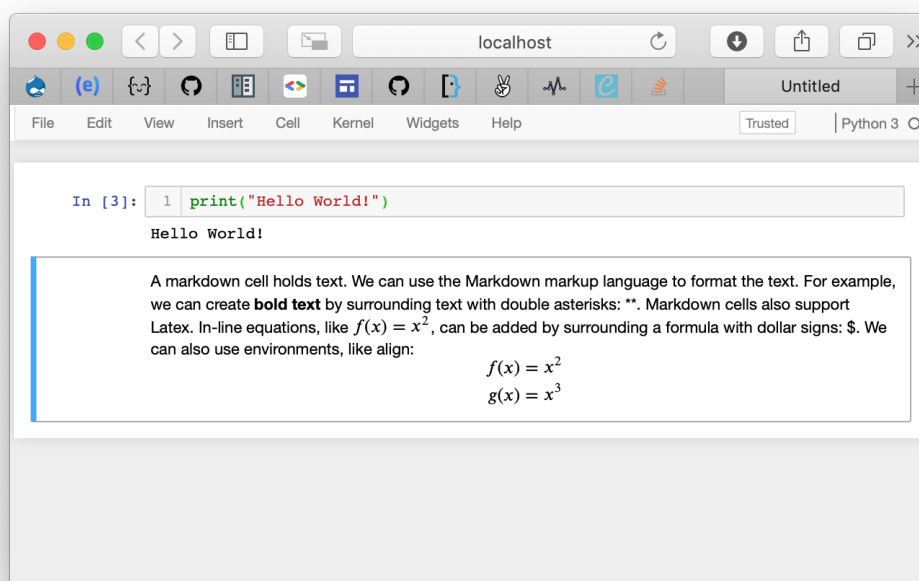 localhost
(e) {~} Untitled +
File Edit View Insert Cell Kernel Widgets Help Trusted Python 3
In [3]: 1 print("Hello World!")
Hello World!
A markdown cell holds text. We can use the Markdown markup language to format the text. For example,
we can create bold text by surrounding text with double asterisks: **. Markdown cells also support
Latex. In-line equations, like f(x) = x², can be added by surrounding a formula with dollar signs: $. We
can also use environments, like align:
f(x) = x²
g(x) = x³